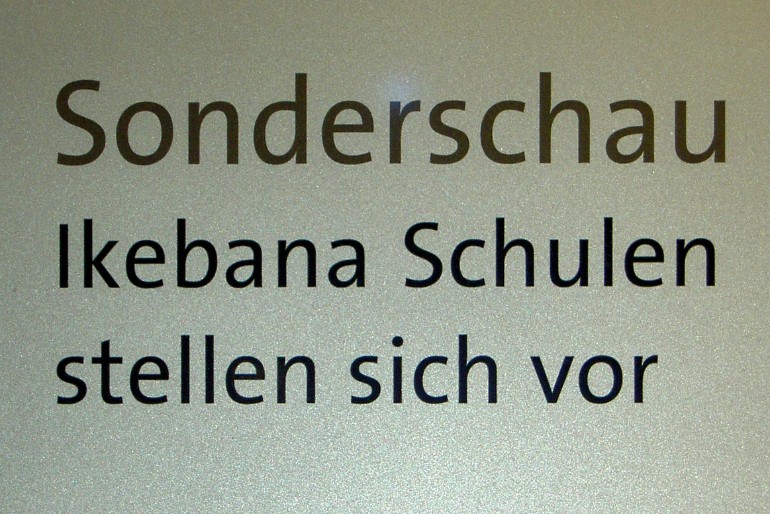 Sonderschau
Ikebana Schulen
stellen sich vor